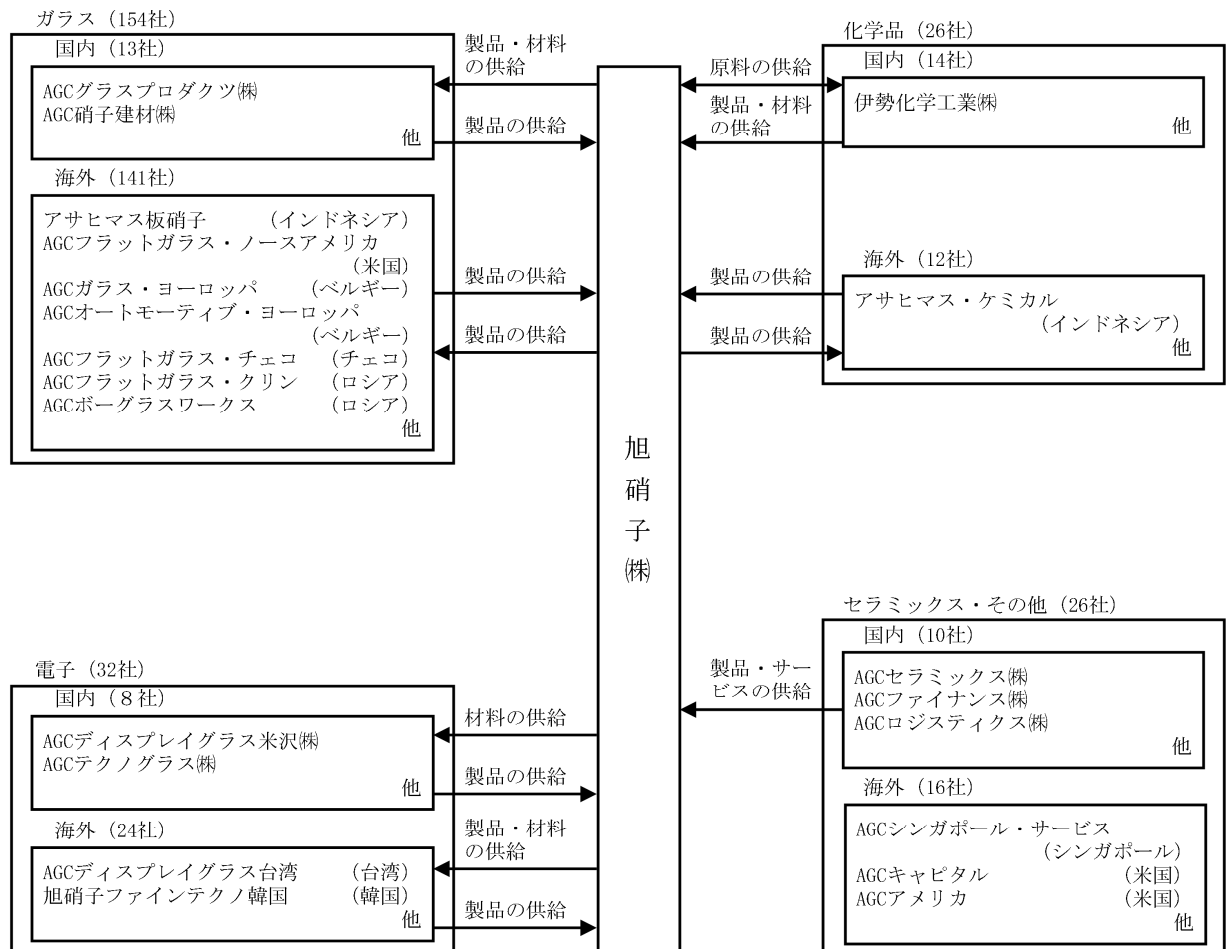 ガラス (154社)
国内 (13社)
AGCグラスプロダクツ㈱
AGC硝子建材㈱
他
製品・材料
の供給
製品の供給
海外 (141社)
アサヒマス板硝子 (インドネシア)
AGCフラットガラス・ノースアメリカ
(米国)
AGCガラス・ヨーロッパ (ベルギー)
AGCオートモーティブ・ヨーロッパ
(ベルギー)
AGCフラットガラス・チェコ (チェコ)
AGCフラットガラス・クリン (ロシア)
AGCボーグラスワークス (ロシア)
他
製品の供給
製品の供給
電子 (32社)
国内 (８社)
AGCディスプレイグラス米沢㈱
AGCテクノグラス㈱
他
材料の供給
製品の供給
海外 (24社)
AGCディスプレイグラス台湾 (台湾)
旭硝子ファインテクノ韓国 (韓国)
他
製品・材料
の供給
製品の供給
旭硝子㈱
化学品 (26社)
国内 (14社)
伊勢化学工業㈱
他
原料の供給
製品・材料
の供給
海外 (12社)
アサヒマス・ケミカル
(インドネシア)
他
製品の供給
製品の供給
セラミックス・その他 (26社)
国内 (10社)
AGCセラミックス㈱
AGCファイナンス㈱
AGCロジスティクス㈱
他
製品・サー
ビスの供給
海外 (16社)
AGCシンガポール・サービス
(シンガポール)
AGCキャピタル (米国)
AGCアメリカ (米国)
他